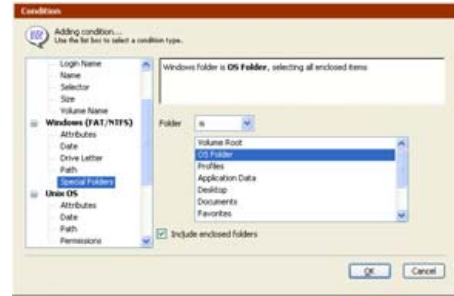 Condition
Adding condition...
Use the list box to select a condition type.
Login Name
Name
Selector
Size
Volume Name
Windows (FAT/NTFS)
Attributes
Date
Drive Letter
Path
Special Folders
Unix OS
Attributes
Date
Path
Permissions
Windows folder is OS Folder, selecting all enclosed items
Folder
is
Volume Root
OS Folder
Profiles
Application Data
Desktop
Documents
Favorites
Include enclosed folders
OK
Cancel